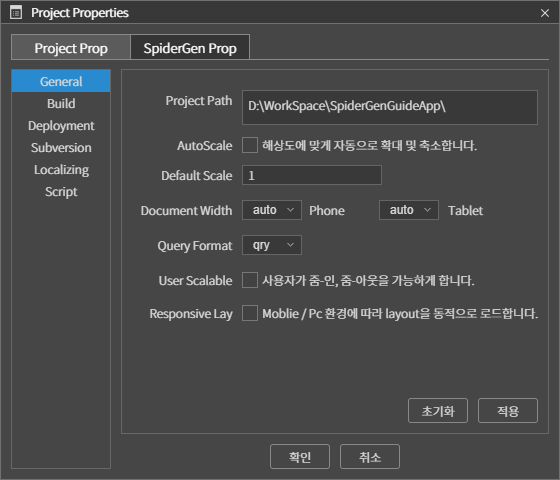 Project Properties
Project Prop
SpiderGen Prop
General
Build
Deployment
Subversion
Localizing
Script
Project Path
D:\WorkSpace\SpiderGenGuideApp\
AutoScale
해상도에 맞게 자동으로 확대 및 축소합니다.
Default Scale
1
Document Width
auto
Phone
auto
Tablet
Query Format
qry
User Scalable
사용자가 줌-인, 줌-아웃을 가능하게 합니다.
Responsive Lay
Moblie / Pc 환경에 따라 layout을 동적으로 로드합니다.
초기화
적용
확인
취소